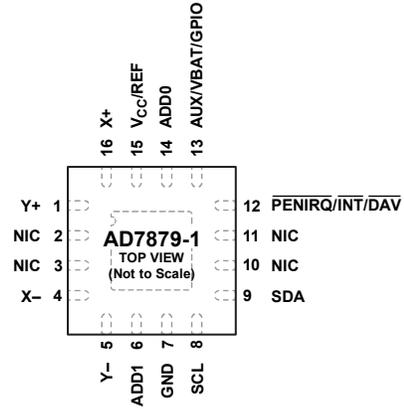 16 X+
15 V_CC/REF
14 ADD0
13 AUX/VBAT/GPIO
Y+ 1
NIC 2
NIC 3
X– 4
AD7879-1
TOP VIEW
(Not to Scale)
12 PENIRQ/INT/DAV
11 NIC
10 NIC
9 SDA
Y– 5
ADD1 6
GND 7
SCL 8